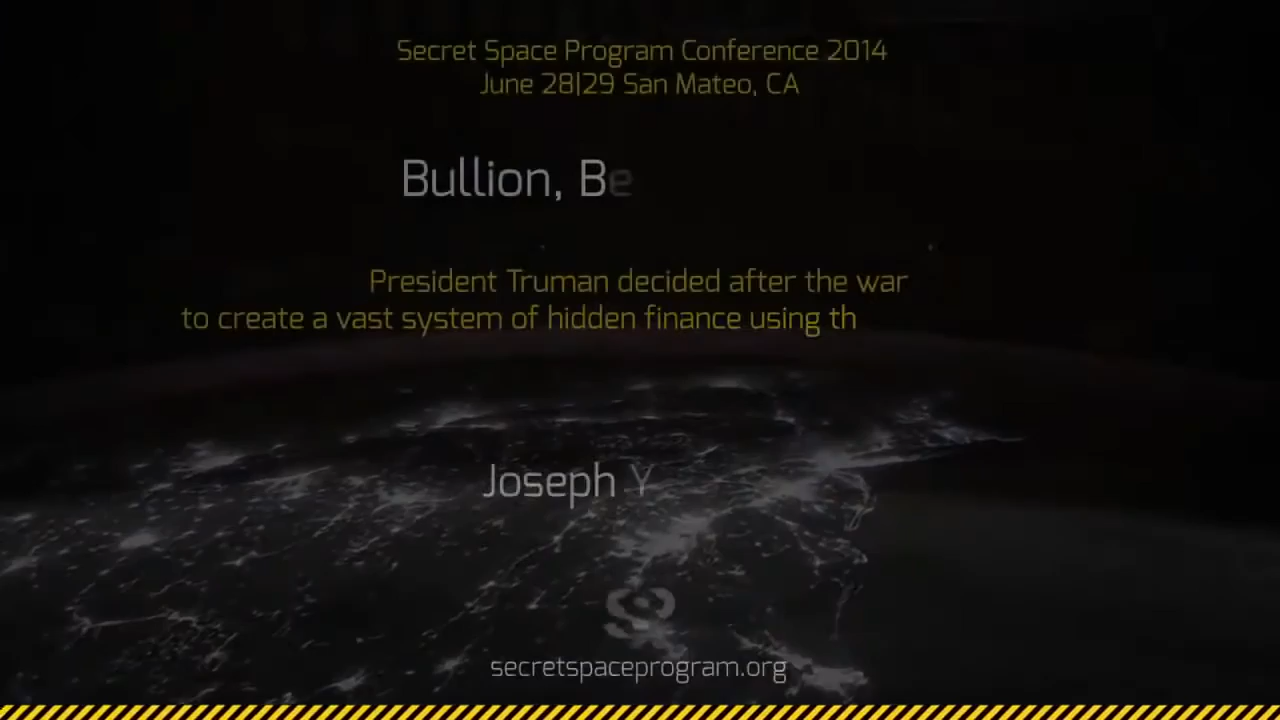 Secret Space Program Conference 2014
June 28|29 San Mateo, CA
Bullion, Be
President Truman decided after the war
to create a vast system of hidden finance using th
Joseph Y
secretspaceprogram.org